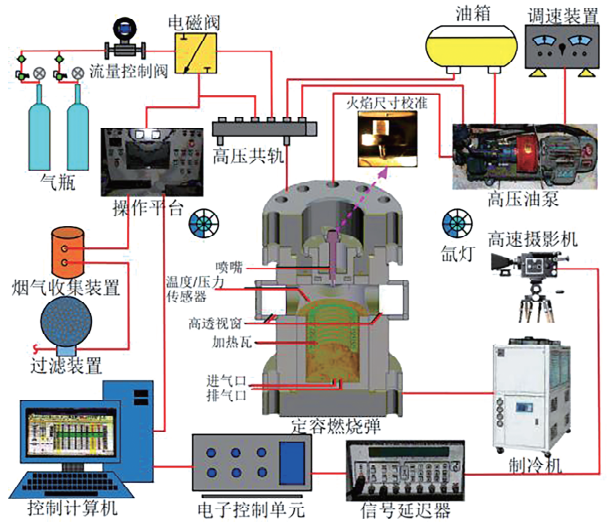 电磁阀
油箱
调速装置
流量控制阀
火焰尺寸校准
高压共轨
气瓶
操作平台
高压油泵
氙灯
高速摄影机
喷嘴
烟气收集装置
温度/压力
传感器
高透视窗
加热瓦
过滤装置
进气口
排气口
定容燃烧弹
制冷机
控制计算机
电子控制单元
信号延迟器